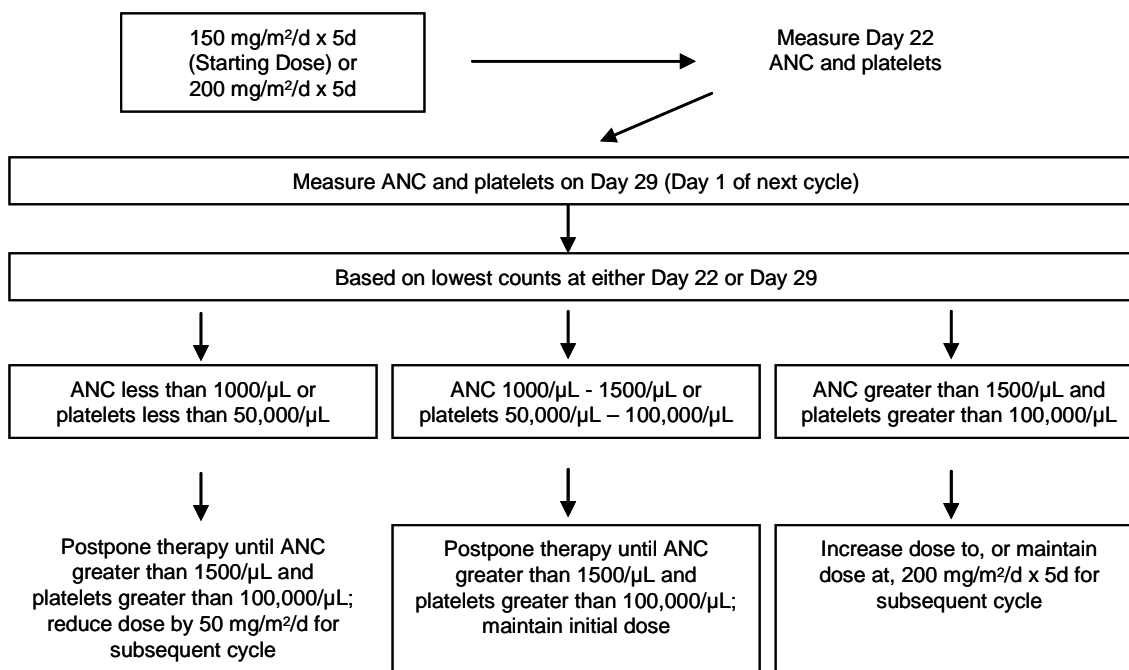 150 mg/m²/d x 5d
(Starting Dose) or
200 mg/m²/d x 5d
Measure Day 22
ANC and platelets
Measure ANC and platelets on Day 29 (Day 1 of next cycle)
Based on lowest counts at either Day 22 or Day 29
ANC less than 1000/µL or
platelets less than 50,000/µL
ANC 1000/µL - 1500/µL or
platelets 50,000/µL – 100,000/µL
ANC greater than 1500/µL and
platelets greater than 100,000/µL
Postpone therapy until ANC
greater than 1500/µL and
platelets greater than 100,000/µL;
reduce dose by 50 mg/m²/d for
subsequent cycle
Postpone therapy until ANC
greater than 1500/µL and
platelets greater than 100,000/µL;
maintain initial dose
Increase dose to, or maintain
dose at, 200 mg/m²/d x 5d for
subsequent cycle